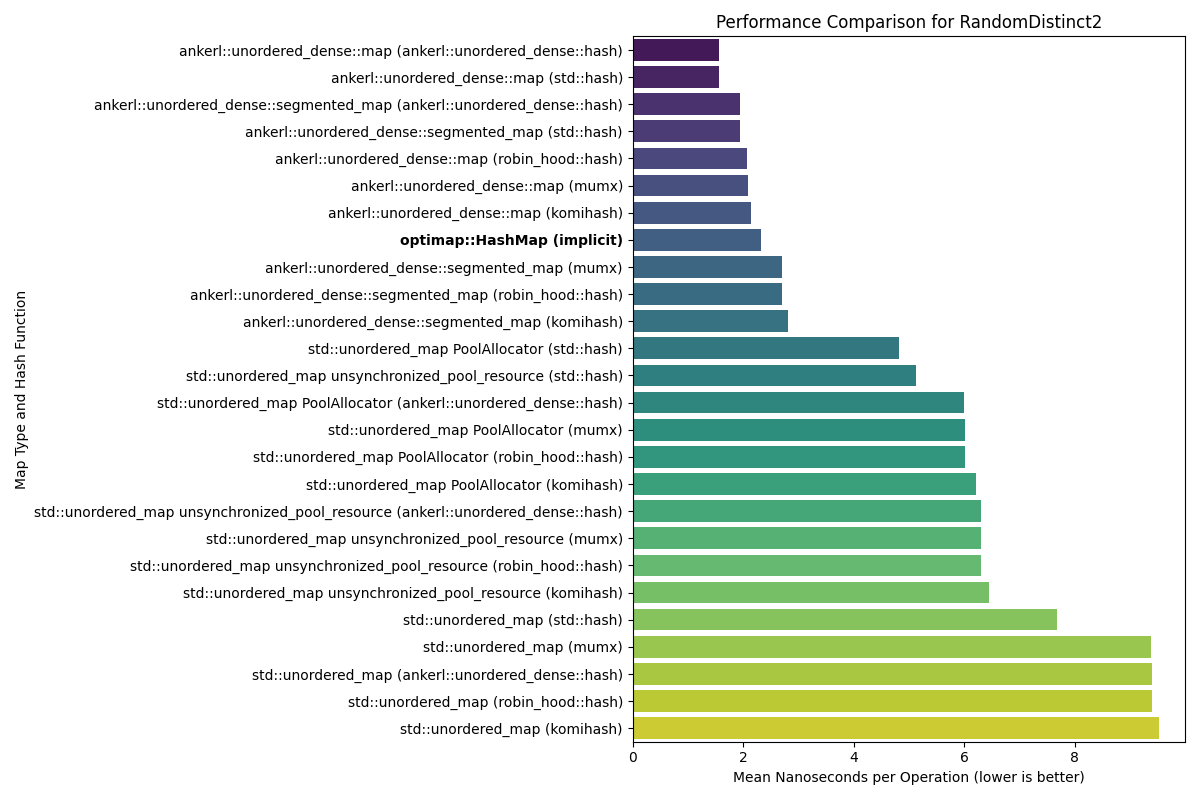 Performance Comparison for RandomDistinct2
Map Type and Hash Function
ankerl::unordered_dense::map (ankerl::unordered_dense::hash)
ankerl::unordered_dense::map (std::hash)
ankerl::unordered_dense::segmented_map (ankerl::unordered_dense::hash)
ankerl::unordered_dense::segmented_map (std::hash)
ankerl::unordered_dense::map (robin_hood::hash)
ankerl::unordered_dense::map (mumx)
ankerl::unordered_dense::map (komihash)
optimap::HashMap (implicit)
ankerl::unordered_dense::segmented_map (mumx)
ankerl::unordered_dense::segmented_map (robin_hood::hash)
ankerl::unordered_dense::segmented_map (komihash)
std::unordered_map PoolAllocator (std::hash)
std::unordered_map unsynchronized_pool_resource (std::hash)
std::unordered_map PoolAllocator (ankerl::unordered_dense::hash)
std::unordered_map PoolAllocator (mumx)
std::unordered_map PoolAllocator (robin_hood::hash)
std::unordered_map PoolAllocator (komihash)
std::unordered_map unsynchronized_pool_resource (ankerl::unordered_dense::hash)
std::unordered_map unsynchronized_pool_resource (mumx)
std::unordered_map unsynchronized_pool_resource (robin_hood::hash)
std::unordered_map unsynchronized_pool_resource (komihash)
std::unordered_map (std::hash)
std::unordered_map (mumx)
std::unordered_map (ankerl::unordered_dense::hash)
std::unordered_map (robin_hood::hash)
std::unordered_map (komihash)
0 2 4 6 8
Mean Nanoseconds per Operation (lower is better)